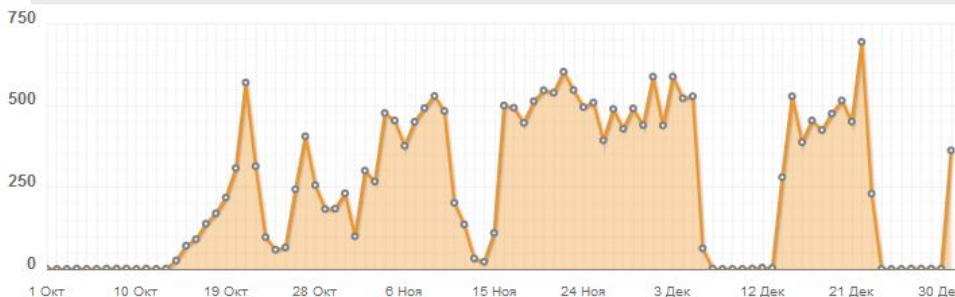 750
500
250
0
1 Окт 10 Окт 19 Окт 28 Окт 6 Ноя 15 Ноя 24 Ноя 3 Дек 12 Дек 21 Дек 30 Де